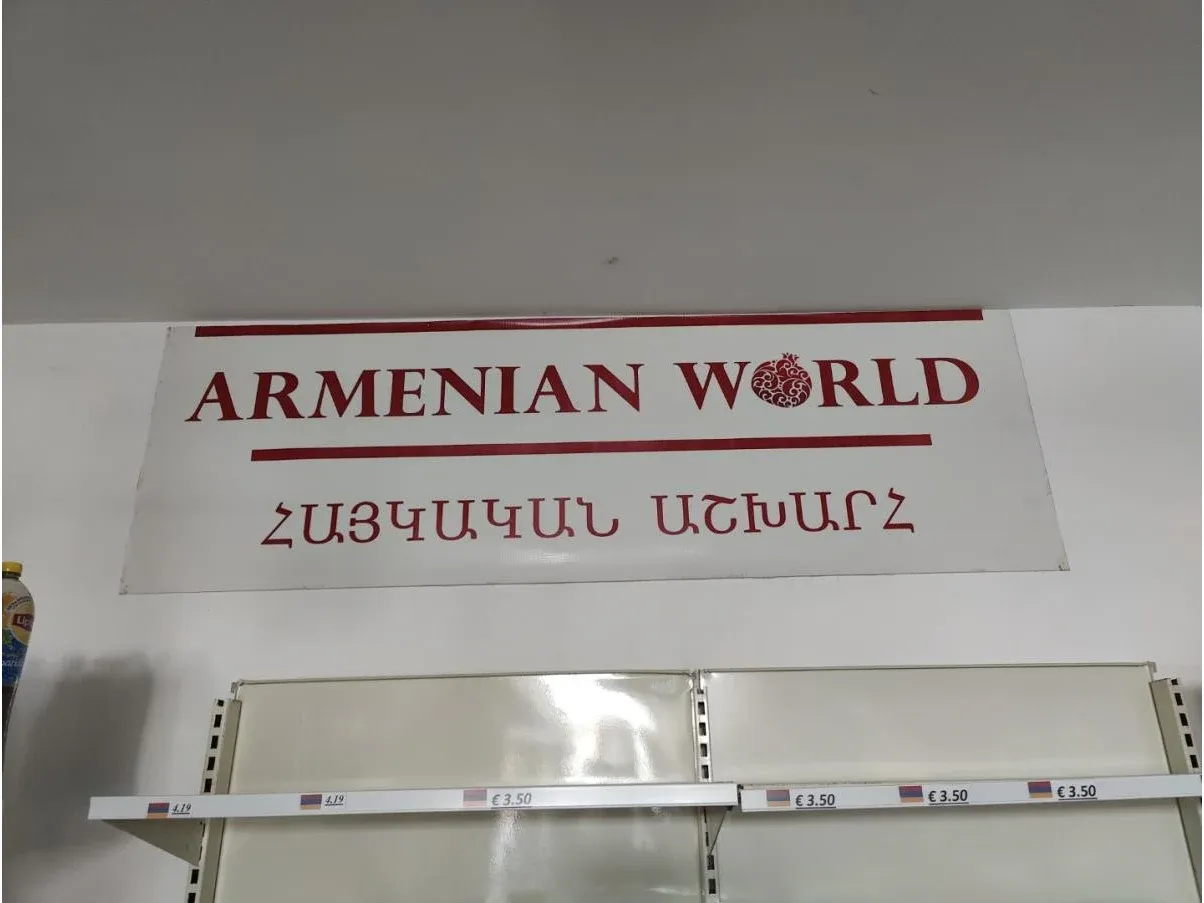 ARMENIAN WORLD
ՀԱՅԿԱԿԱՆ ԱՇԽԱՐՀ
4.19 4.19 € 3.50 € 3.50 € 3.50 € 3.50